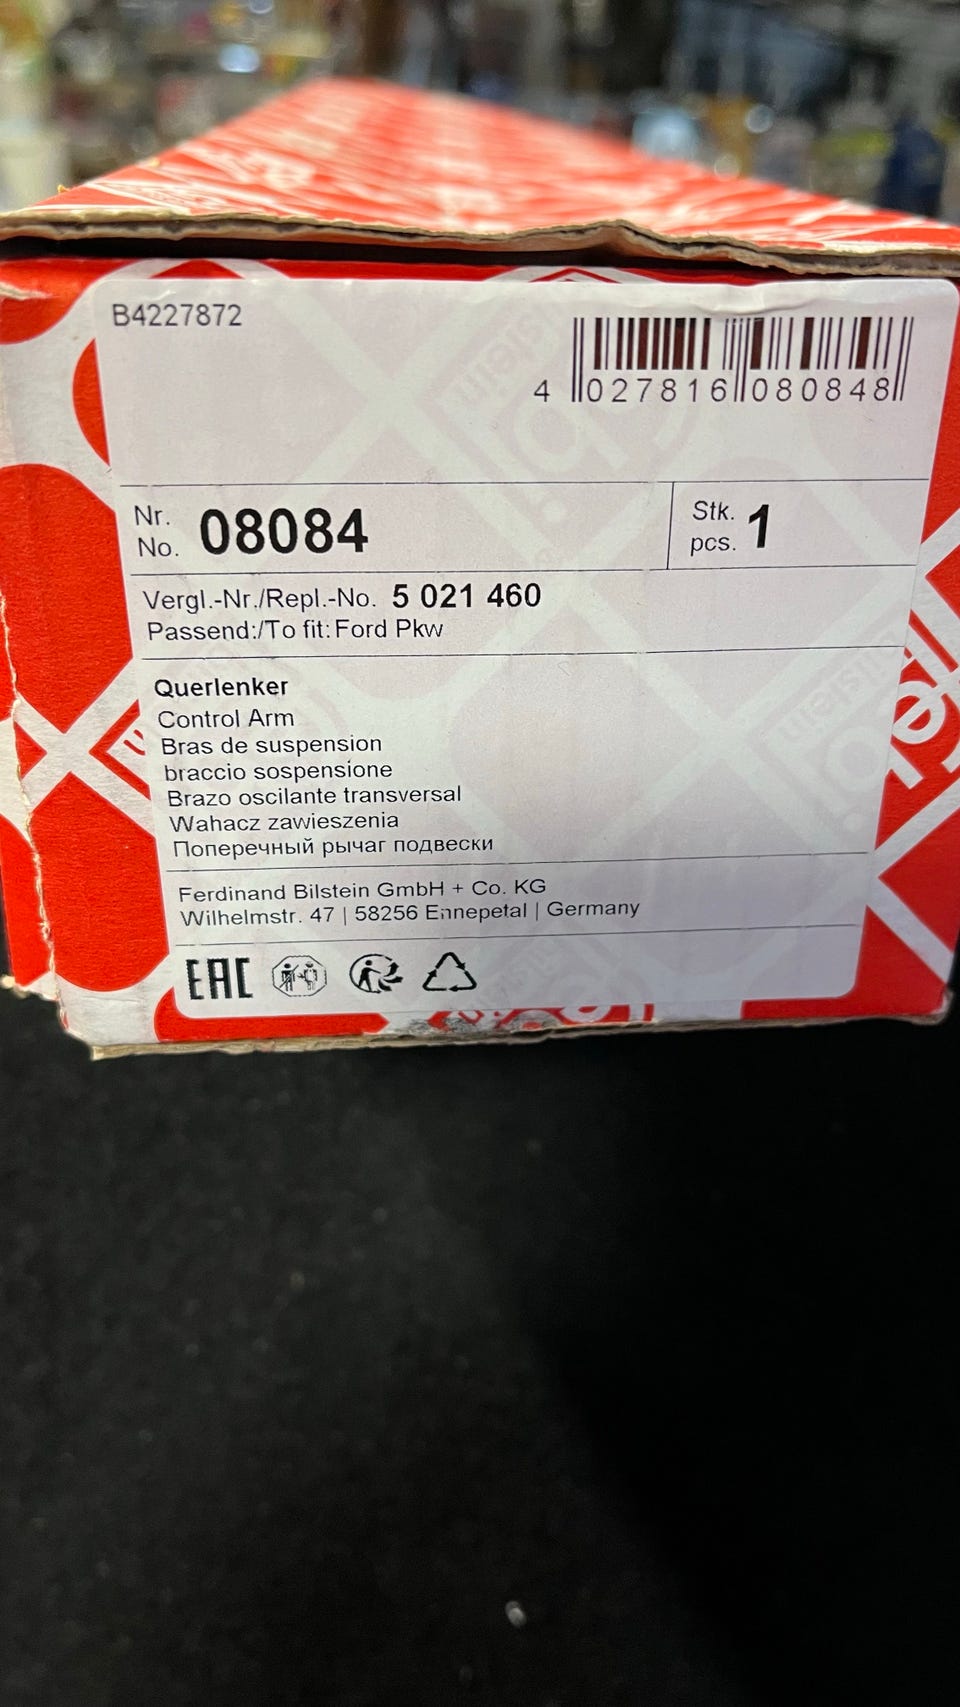 B4227872
4 027816 080848
Nr.
No. 08084
Stk.
pcs. 1
Vergl.-Nr./Repl.-No. 5 021 460
Passend:/To fit: Ford Pkw
Querlenker
Control Arm
Bras de suspension
braccio sospensione
Brazo oscilante transversal
Wahacz zawieszenia
Поперечный рычаг подвески
Ferdinand Bilstein GmbH + Co. KG
Wilhelmstr. 47 | 58256 Ennepetal | Germany
EAC